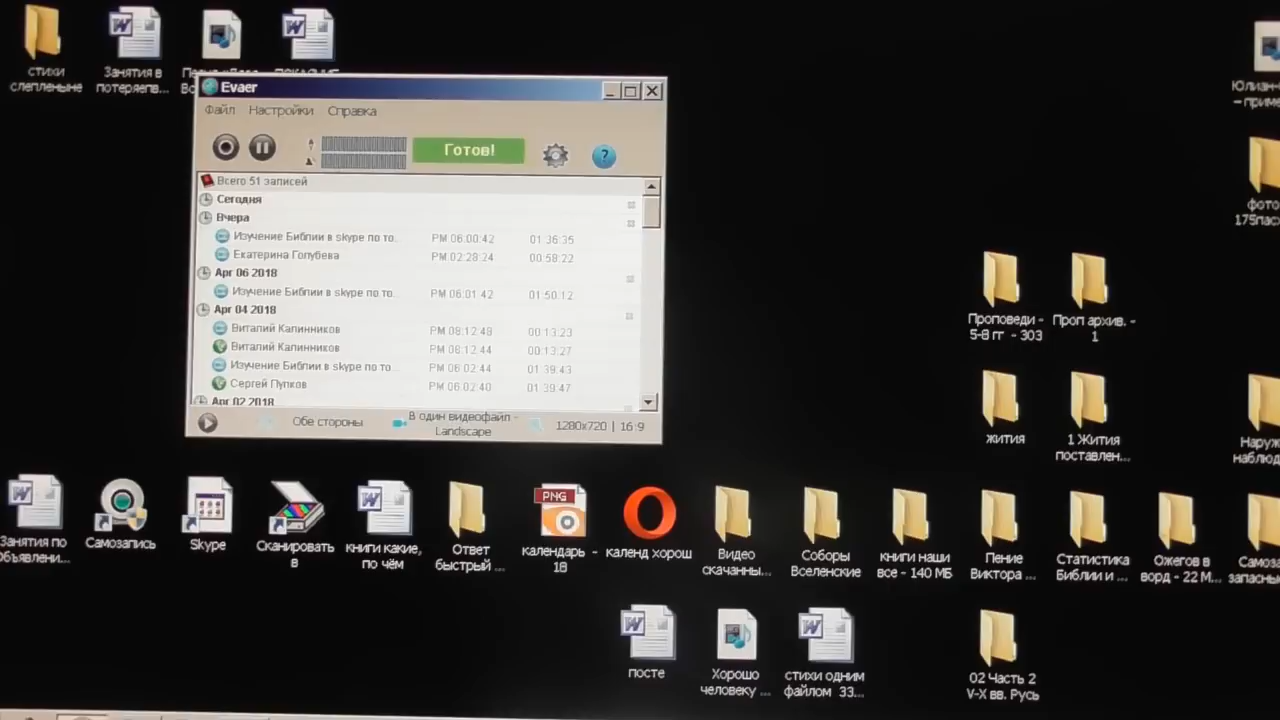 стихи
слепленыне
Занятия в
потеряепв...
Evaer
Файл Настройки Справка
Готов!
?
Всего 51 записей
Сегодня
Вчера
Изучение Библии в skype по то.. PM 06:00:42 01:36:35
Екатерина Голубева PM 02:28:24 00:58:22
Apr 06 2018
Изучение Библии в skype по то.. PM 06:01:42 01:50:12
Apr 04 2018
Виталий Калинников PM 08:12:48 00:13:23
Виталий Калинников PM 08:12:44 00:13:27
Изучение Библии в skype по то.. PM 06:02:44 01:39:43
Сергей Пупков PM 06:02:40 01:39:47
Apr 02 2018
Обе стороны
В один видеофайл -
Landscape
1280x720 | 16:9
Юлиан-
– приме
фото
Проповеди -
5-8 гг - 303
Проп архив. -
1
жития
1 Жития
поставлен...
Наруж
наблюд
Занятия по
Объявлени...
Самозапись
Skype
Сканировать
в
книги какие,
по чём
Ответ
быстрый ...
PNG
календарь -
18
календ хорош
Видео
скачанны...
Соборы
Вселенские
книги наши
все - 140 МБ
Пение
Виктора ...
Статистика
Библии и ...
Ожегов в
ворд - 22 М...
Самоз
запасны
посте
Хорошо
человеку ...
стихи одним
файлом 33...
02 Часть 2
V-X вв. Русь